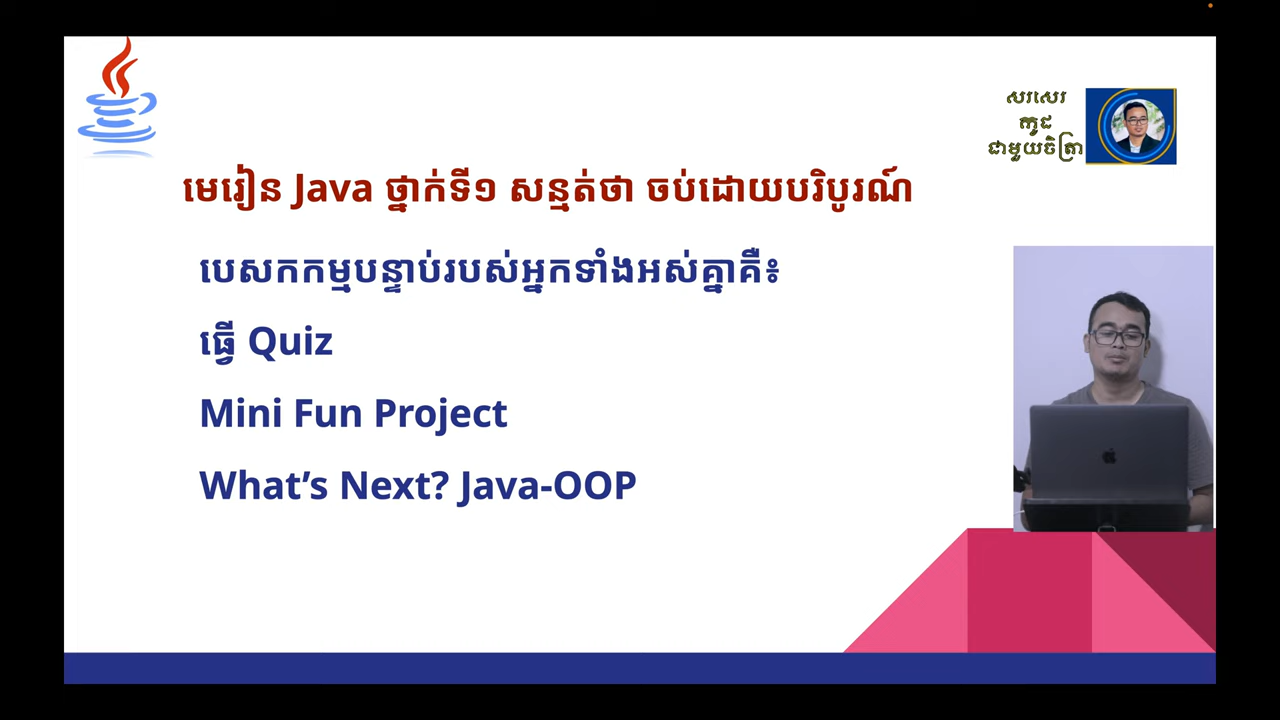 សរសេរ
កូដ
ជាមួយចិត្រា
មេរៀន Java ថ្នាក់ទី១ សន្មត់ថា ចប់ដោយបរិបូរណ៍
បេសកកម្មបន្ទាប់របស់អ្នកទាំងអស់គ្នាគឺ៖
ធ្វើ Quiz
Mini Fun Project
What’s Next? Java-OOP